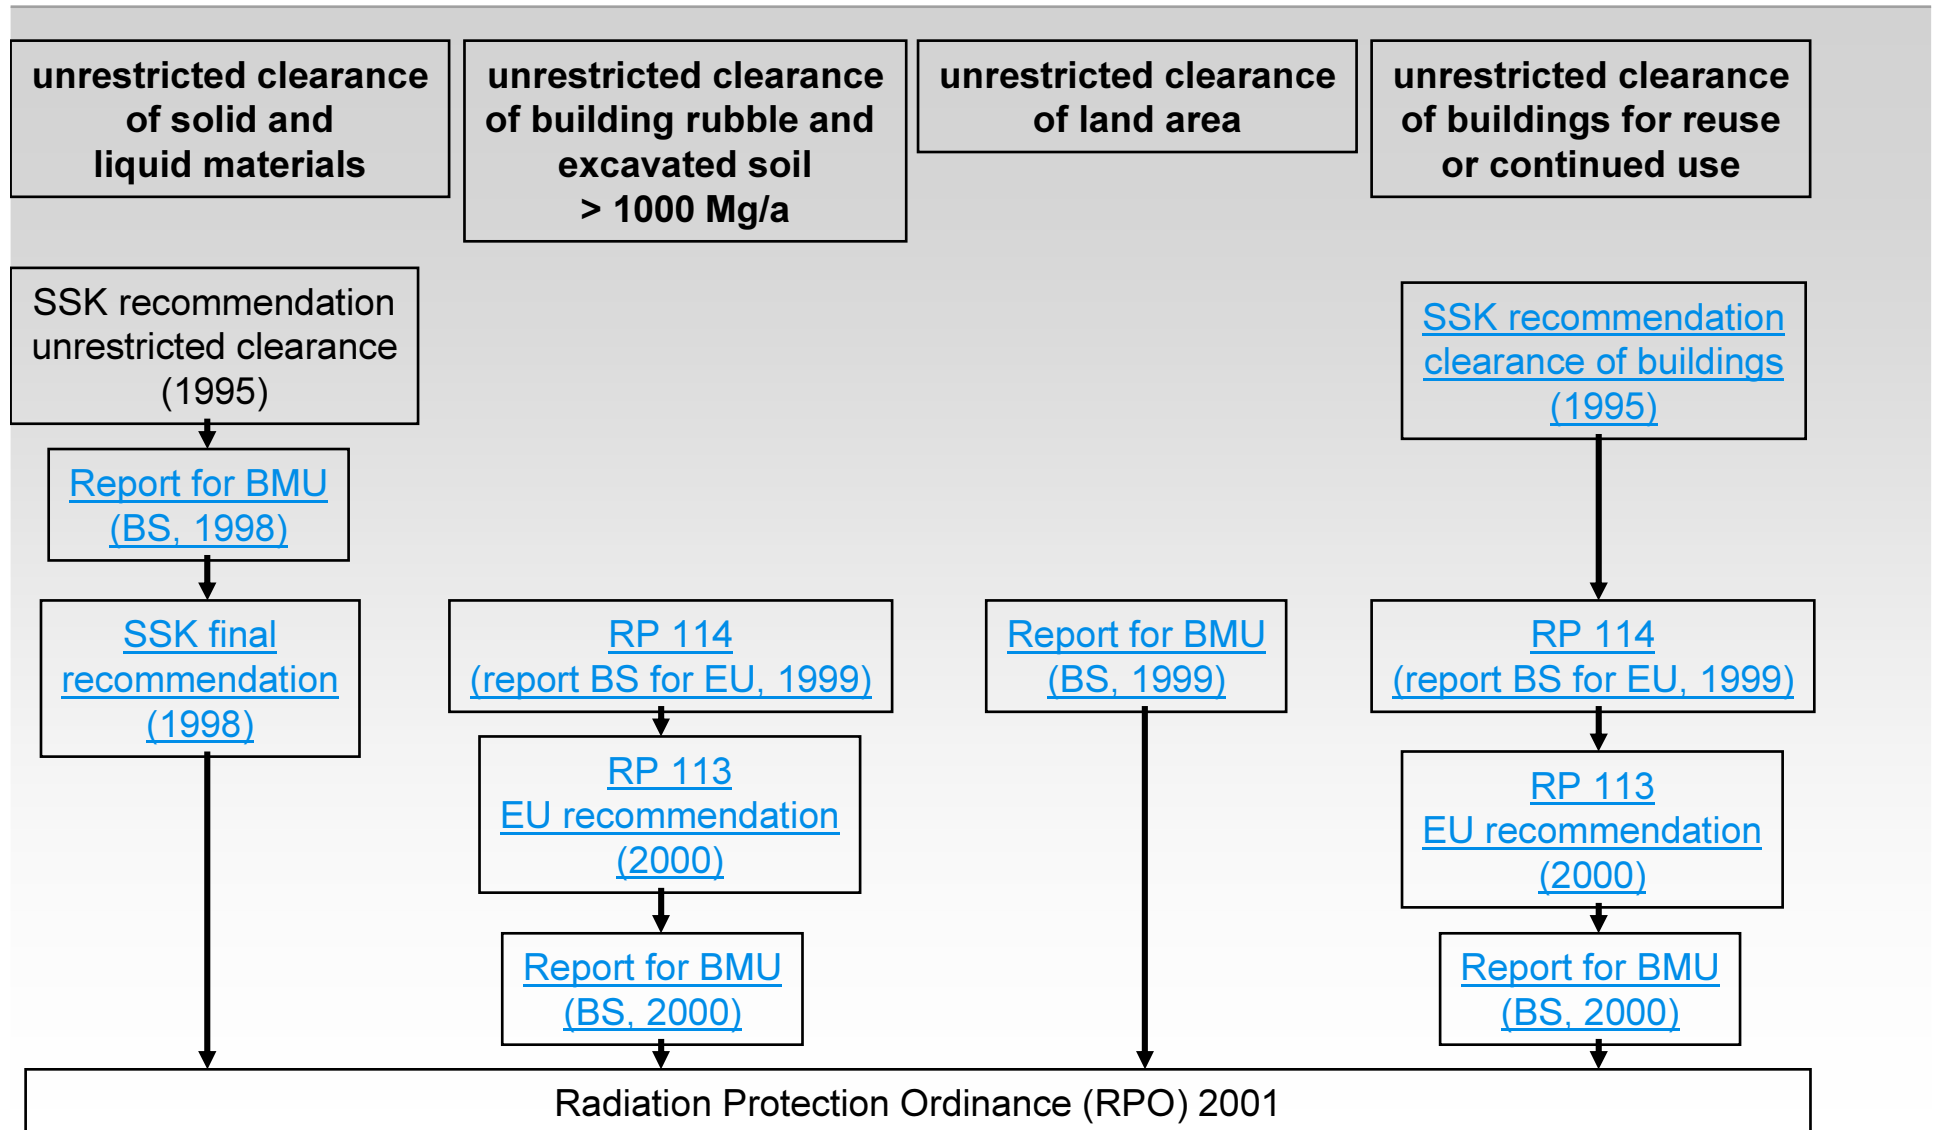 unrestricted clearance
of solid and
liquid materials
unrestricted clearance
of building rubble and
excavated soil
> 1000 Mg/a
unrestricted clearance
of land area
unrestricted clearance
of buildings for reuse
or continued use
SSK recommendation
unrestricted clearance
(1995)
SSK recommendation
clearance of buildings
(1995)
Report for BMU
(BS, 1998)
SSK final
recommendation
(1998)
RP 114
(report BS for EU, 1999)
Report for BMU
(BS, 1999)
RP 114
(report BS for EU, 1999)
RP 113
EU recommendation
(2000)
RP 113
EU recommendation
(2000)
Report for BMU
(BS, 2000)
Report for BMU
(BS, 2000)
Radiation Protection Ordinance (RPO) 2001